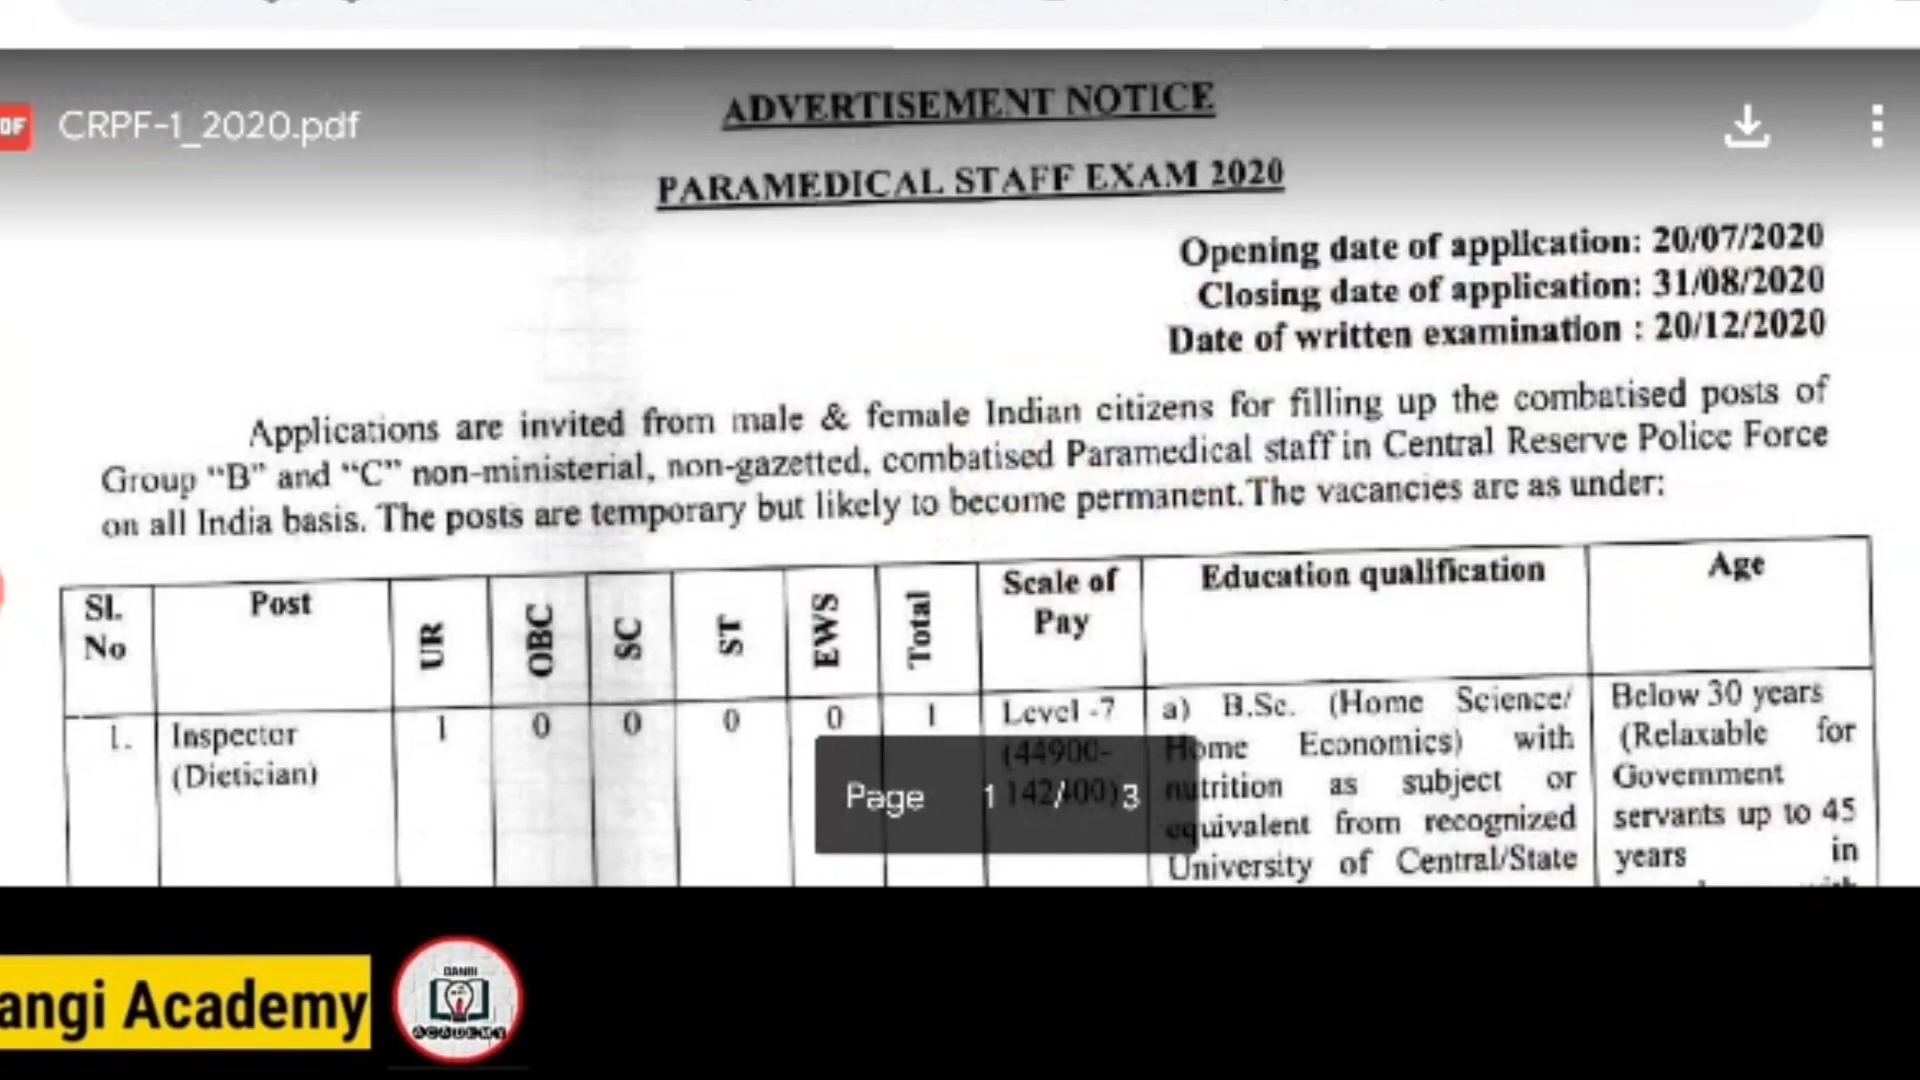 ADVERTISEMENT NOTICE
CRPF-1_2020.pdf
PARAMEDICAL STAFF EXAM 2020
Opening date of application: 20/07/2020
Closing date of application: 31/08/2020
Date of written examination : 20/12/2020
Applications are invited from male & female Indian citizens for filling up the combatised posts of
Group "B" and "C" non-ministerial, non-gazetted, combatised Paramedical staff in Central Reserve Police Force
on all India basis. The posts are temporary but likely to become permanent.The vacancies are as under:
Sl. No Post UR OBC SC ST EWS Total Scale of Pay Education qualification Age
1. Inspector (Dietician) 1 0 0 0 0 1 Level -7 (44900-142400)
a) B.Sc. (Home Science/
Home Economics) with
nutrition as subject or
equivalent from recognized
University of Central/State
Below 30 years
(Relaxable for
Government
servants up to 45
years in
Page 1 / 3
angi Academy
DANGI
ACADEMY